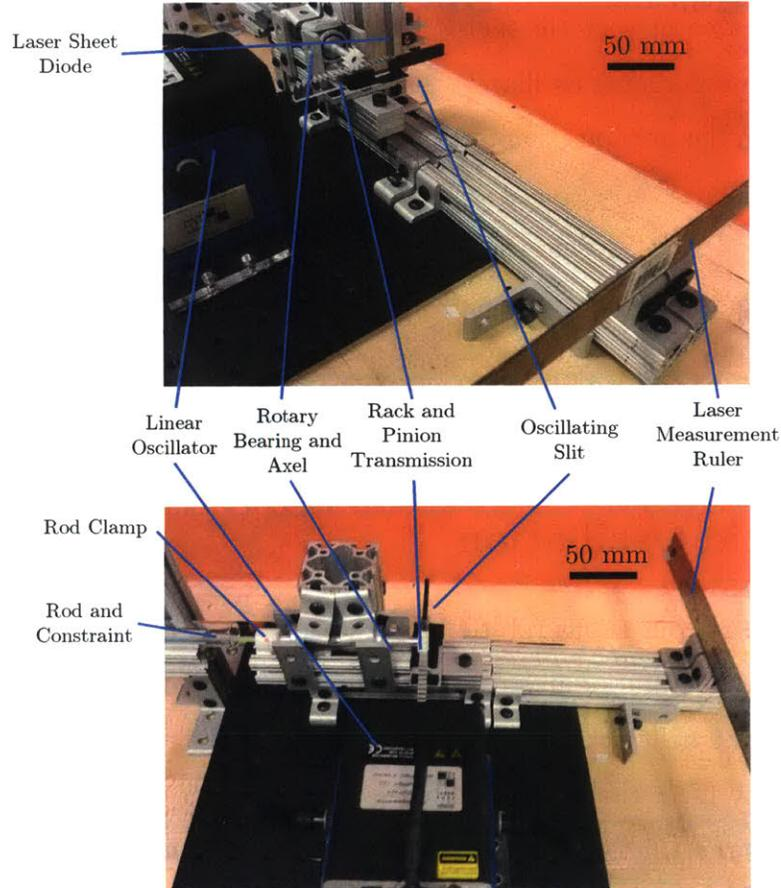 Laser Sheet
Diode
50 mm
Linear
Oscillator
Rotary
Bearing and
Axel
Rack and
Pinion
Transmission
Oscillating
Slit
Laser
Measurement
Ruler
Rod Clamp
50 mm
Rod and
Constraint